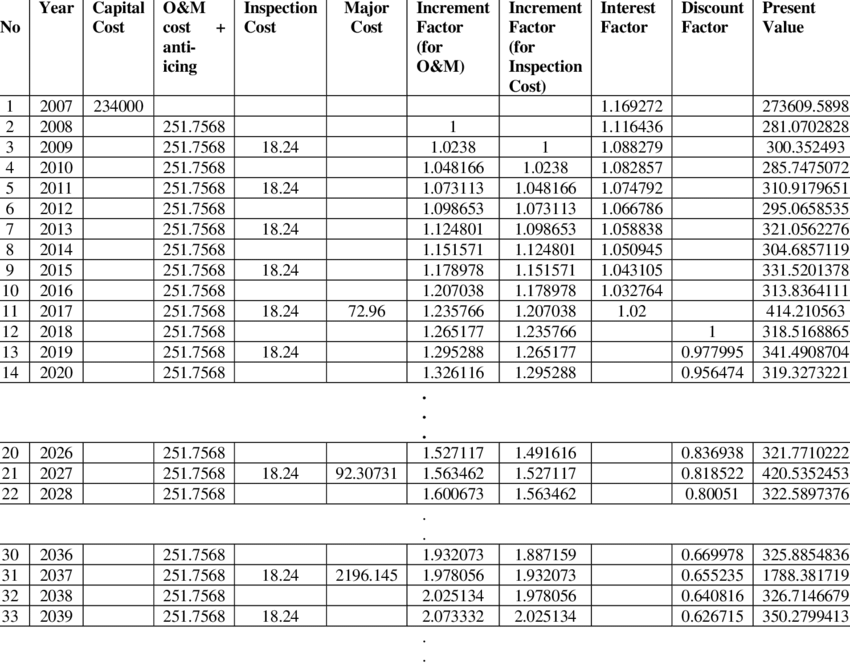 No Year Capital Cost O&M cost + anti-icing Inspection Cost Major Cost Increment Factor (for O&M) Increment Factor (for Inspection Cost) Interest Factor Discount Factor Present Value
1 2007 234000 1.169272 273609.5898
2 2008 251.7568 1 1.116436 281.0702828
3 2009 251.7568 18.24 1.0238 1 1.088279 300.352493
4 2010 251.7568 1.048166 1.0238 1.082857 285.7475072
5 2011 251.7568 18.24 1.073113 1.048166 1.074792 310.9179651
6 2012 251.7568 1.098653 1.073113 1.066786 295.0658535
7 2013 251.7568 18.24 1.124801 1.098653 1.058838 321.0562276
8 2014 251.7568 1.151571 1.124801 1.050945 304.6857119
9 2015 251.7568 18.24 1.178978 1.151571 1.043105 331.5201378
10 2016 251.7568 1.207038 1.178978 1.032764 313.8364111
11 2017 251.7568 18.24 72.96 1.235766 1.207038 1.02 414.210563
12 2018 251.7568 1.265177 1.235766 1 318.5168865
13 2019 251.7568 18.24 1.295288 1.265177 0.977995 341.4908704
14 2020 251.7568 1.326116 1.295288 0.956474 319.3273221
.
.
.
20 2026 251.7568 1.527117 1.491616 0.836938 321.7710222
21 2027 251.7568 18.24 92.30731 1.563462 1.527117 0.818522 420.5352453
22 2028 251.7568 1.600673 1.563462 0.80051 322.5897376
.
.
30 2036 251.7568 1.932073 1.887159 0.669978 325.8854836
31 2037 251.7568 18.24 2196.145 1.978056 1.932073 0.655235 1788.381719
32 2038 251.7568 2.025134 1.978056 0.640816 326.7146679
33 2039 251.7568 18.24 2.073332 2.025134 0.626715 350.2799413
.
.